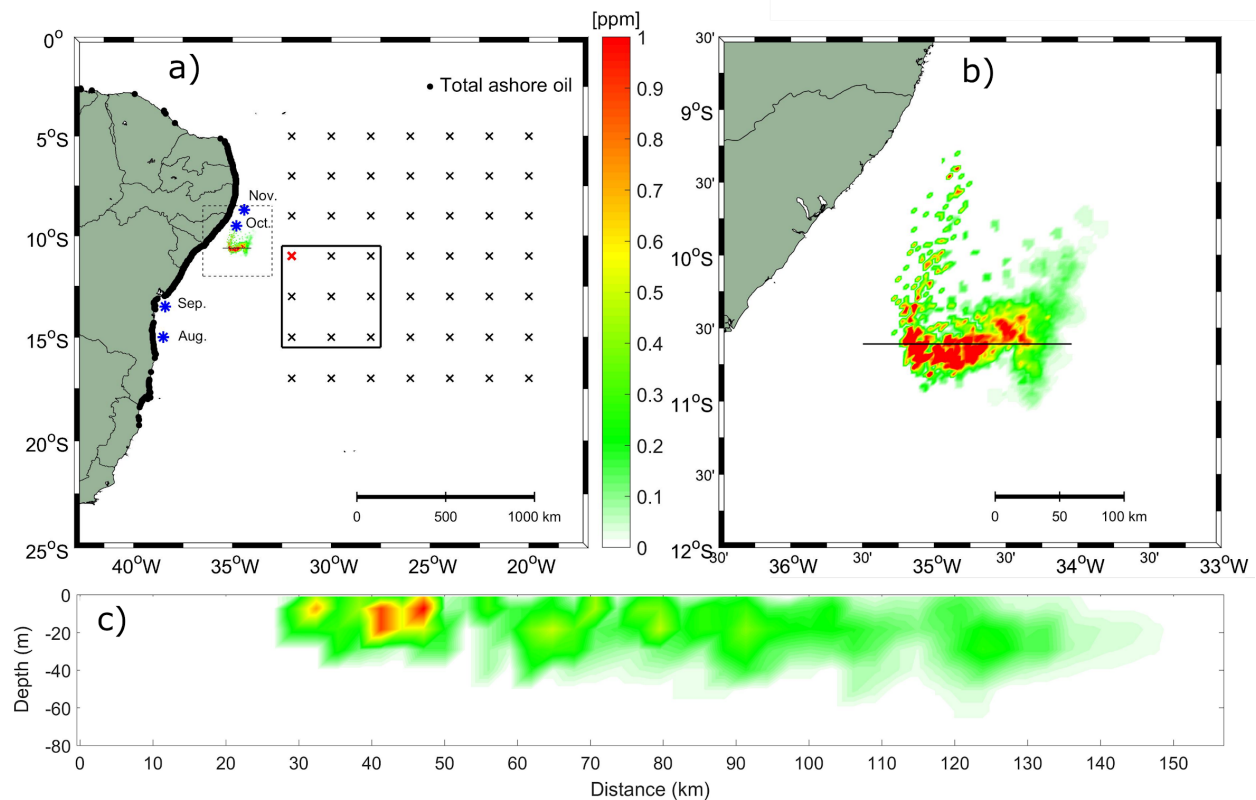 [ppm]
a)
● Total ashore oil
Nov.
Oct.
Sep.
Aug.
0°
5°S
10°S
15°S
20°S
25°S
40°W
35°W
30°W
25°W
20°W
0
500
1000 km
1
0.9
0.8
0.7
0.6
0.5
0.4
0.3
0.2
0.1
0
b)
30'
9°S
30'
10°S
30'
11°S
30'
12°S
30'
36°W
30'
35°W
30'
34°W
30'
33°W
0
50
100 km
c)
Depth (m)
0
-20
-40
-60
-80
0 10 20 30 40 50 60 70 80 90 100 110 120 130 140 150
Distance (km)